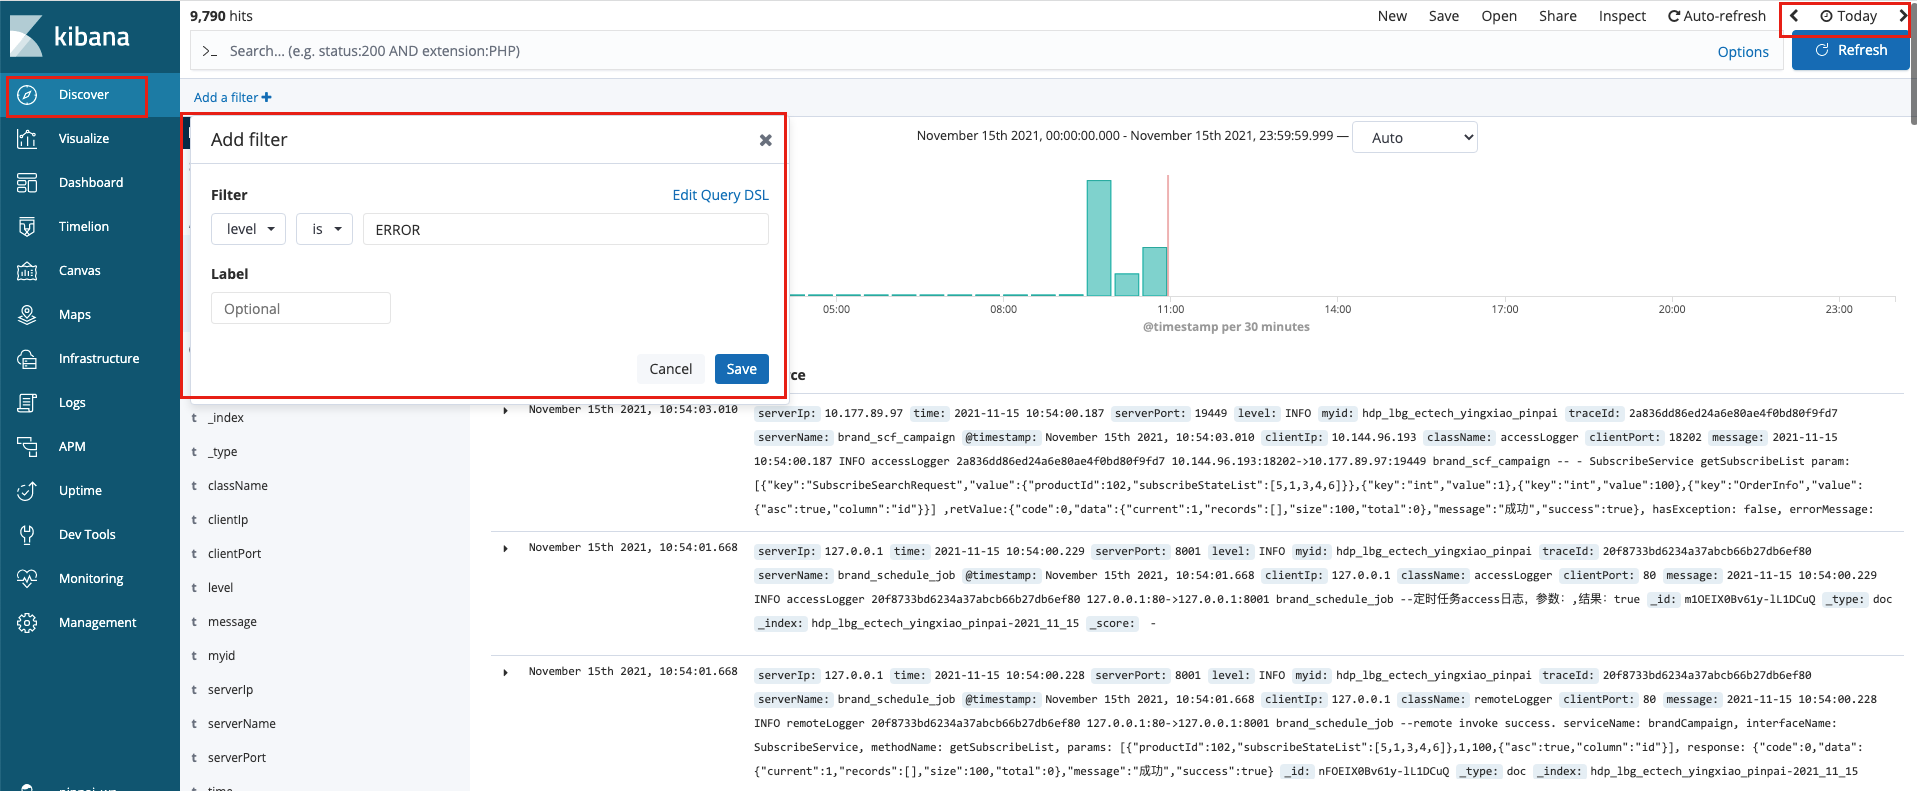 kibana
Discover
Visualize
Dashboard
Timelion
Canvas
Maps
Infrastructure
Logs
APM
Uptime
Dev Tools
Monitoring
Management
9,790 hits
New Save Open Share Inspect Auto-refresh Today
>_ Search... (e.g. status:200 AND extension:PHP) Options Refresh
Add a filter +
Add filter
Filter Edit Query DSL
level is ERROR
Label
Optional
Cancel Save
November 15th 2021, 00:00:00.000 - November 15th 2021, 23:59:59.999 — Auto
05:00 08:00 11:00 14:00 17:00 20:00 23:00
@timestamp per 30 minutes
t _index
t _type
t className
t clientIp
t clientPort
t level
t message
t myid
t serverIp
t serverName
t serverPort
November 15th 2021, 10:54:03.010 serverIp: 10.177.89.97 time: 2021-11-15 10:54:00.187 serverPort: 19449 level: INFO myid: hdp_lbg_ectech_yingxiao_pinpai traceId: 2a836dd86ed24a6e80ae4f0bd80f9fd7
serverName: brand_scf_campaign @timestamp: November 15th 2021, 10:54:03.010 clientIp: 10.144.96.193 className: accessLogger clientPort: 18202 message: 2021-11-15
10:54:00.187 INFO accessLogger 2a836dd86ed24a6e80ae4f0bd80f9fd7 10.144.96.193:18202->10.177.89.97:19449 brand_scf_campaign -- - SubscribeService getSubscribeList param:
[{"key":"SubscribeSearchRequest","value":{"productId":102,"subscribeStateList":[5,1,3,4,6]}},{"key":"int","value":1},{"key":"int","value":100},{"key":"OrderInfo","value":
{"asc":true,"column":"id"}}] ,retValue:{"code":0,"data":{"current":1,"records":[],"size":100,"total":0},"message":"成功","success":true}, hasException: false, errorMessage:
November 15th 2021, 10:54:01.668 serverIp: 127.0.0.1 time: 2021-11-15 10:54:00.229 serverPort: 8001 level: INFO myid: hdp_lbg_ectech_yingxiao_pinpai traceId: 20f8733bd6234a37abcb66b27db6ef80
serverName: brand_schedule_job @timestamp: November 15th 2021, 10:54:01.668 clientIp: 127.0.0.1 className: accessLogger clientPort: 80 message: 2021-11-15 10:54:00.229
INFO accessLogger 20f8733bd6234a37abcb66b27db6ef80 127.0.0.1:80->127.0.0.1:8001 brand_schedule_job --定时任务access日志，参数：,结果：true _id: m1OEIX0Bv61y-lL1DCuQ _type: doc
_index: hdp_lbg_ectech_yingxiao_pinpai-2021_11_15 _score: -
November 15th 2021, 10:54:01.668 serverIp: 127.0.0.1 time: 2021-11-15 10:54:00.228 serverPort: 8001 level: INFO myid: hdp_lbg_ectech_yingxiao_pinpai traceId: 20f8733bd6234a37abcb66b27db6ef80
serverName: brand_schedule_job @timestamp: November 15th 2021, 10:54:01.668 clientIp: 127.0.0.1 className: remoteLogger clientPort: 80 message: 2021-11-15 10:54:00.228
INFO remoteLogger 20f8733bd6234a37abcb66b27db6ef80 127.0.0.1:80->127.0.0.1:8001 brand_schedule_job --remote invoke success. serviceName: brandCampaign, interfaceName:
SubscribeService, methodName: getSubscribeList, params: [{"productId":102,"subscribeStateList":[5,1,3,4,6]},1,100,{"asc":true,"column":"id"}], response: {"code":0,"data":
{"current":1,"records":[],"size":100,"total":0},"message":"成功","success":true} _id: nFOEIX0Bv61y-lL1DCuQ _type: doc _index: hdp_lbg_ectech_yingxiao_pinpai-2021_11_15